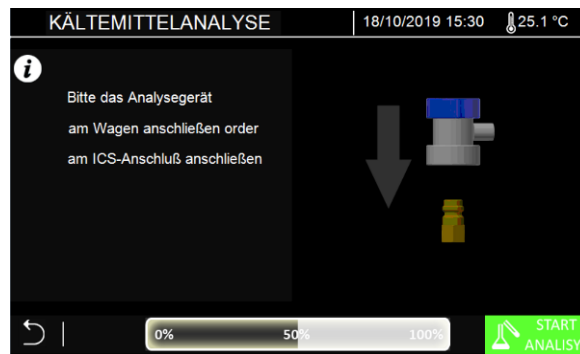 KÄLTEMITTELANALYSE
18/10/2019 15:30
25.1 °C
i
Bitte das Analysegerät
am Wagen anschließen order
am ICS-Anschluß anschließen
0% 50% 100%
START
ANALISY